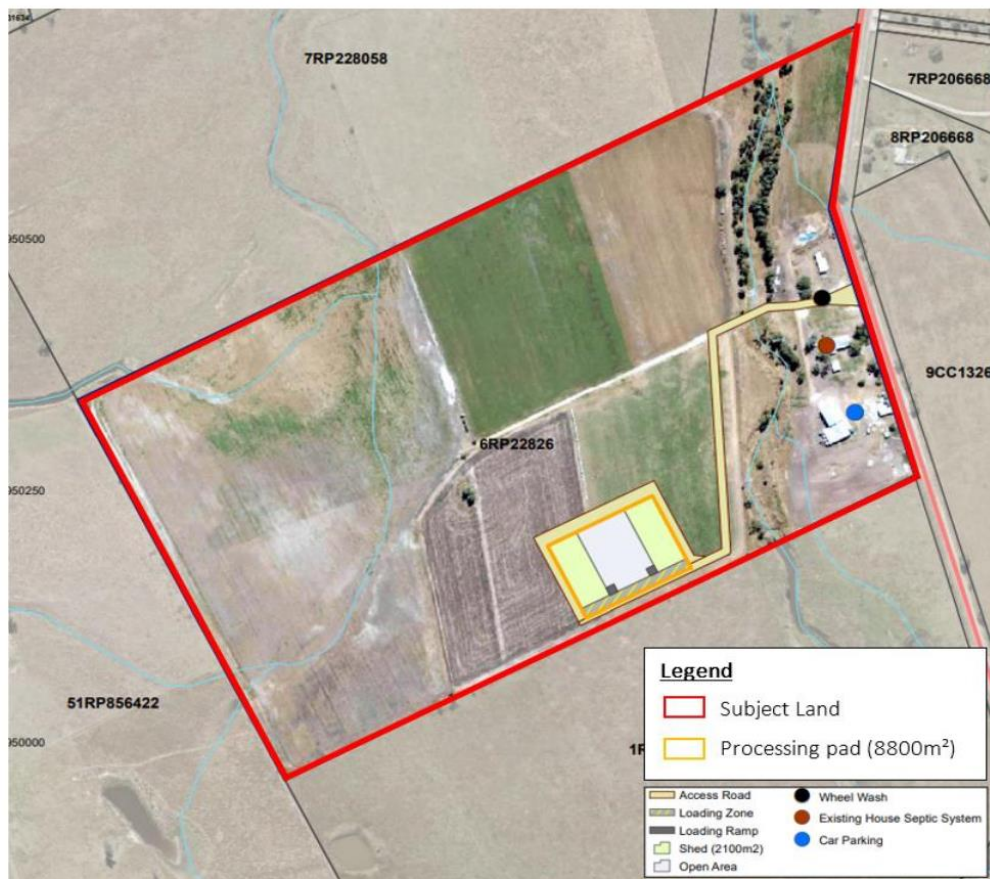 01634
7RP228058
7RP206668
8RP206668
950500
9CC1326
6RP22826
950250
51RP856422
950000
Legend
Subject Land
Processing pad (8800m²)
Access Road
Loading Zone
Loading Ramp
Shed (2100m2)
Open Area
Wheel Wash
Existing House Septic System
Car Parking